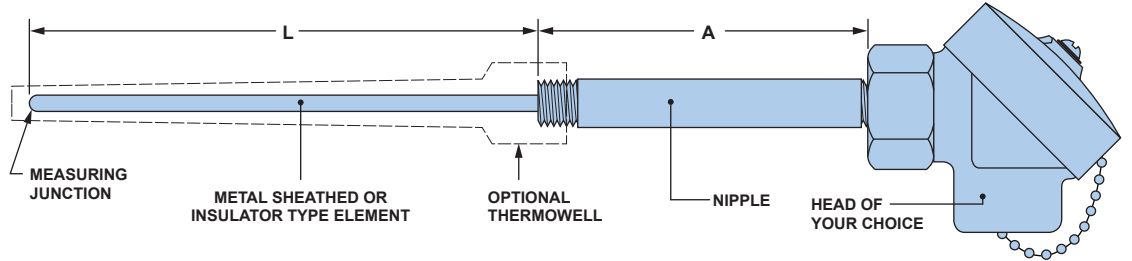 L
A
MEASURING
JUNCTION
METAL SHEATHED OR
INSULATOR TYPE ELEMENT
OPTIONAL
THERMOWELL
NIPPLE
HEAD OF
YOUR CHOICE